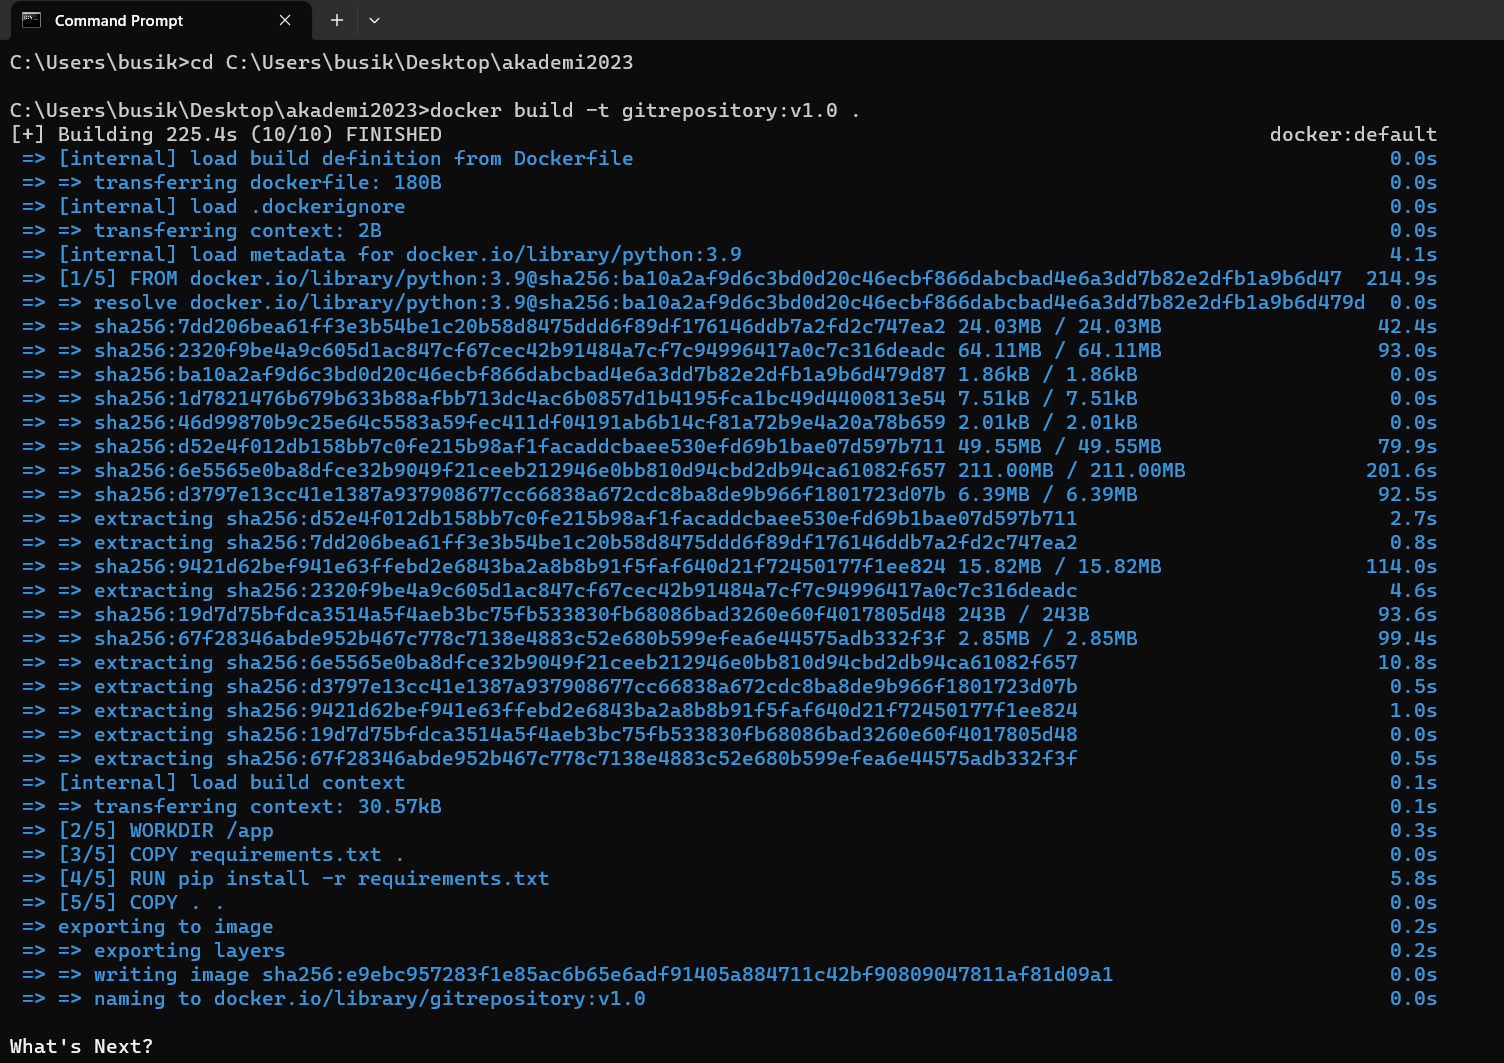 Command Prompt
C:\Users\busik>cd C:\Users\busik\Desktop\akademi2023
C:\Users\busik\Desktop\akademi2023>docker build -t gitrepository:v1.0 .
[+] Building 225.4s (10/10) FINISHED docker:default
=> [internal] load build definition from Dockerfile 0.0s
=> => transferring dockerfile: 180B 0.0s
=> [internal] load .dockerignore 0.0s
=> => transferring context: 2B 0.0s
=> [internal] load metadata for docker.io/library/python:3.9 4.1s
=> [1/5] FROM docker.io/library/python:3.9@sha256:ba10a2af9d6c3bd0d20c46ecbf866dabcbad4e6a3dd7b82e2dfb1a9b6d47 214.9s
=> => resolve docker.io/library/python:3.9@sha256:ba10a2af9d6c3bd0d20c46ecbf866dabcbad4e6a3dd7b82e2dfb1a9b6d479d 0.0s
=> => sha256:7dd206bea61ff3e3b54be1c20b58d8475ddd6f89df176146ddb7a2fd2c747ea2 24.03MB / 24.03MB 42.4s
=> => sha256:2320f9be4a9c605d1ac847cf67cec42b91484a7cf7c94996417a0c7c316deadc 64.11MB / 64.11MB 93.0s
=> => sha256:ba10a2af9d6c3bd0d20c46ecbf866dabcbad4e6a3dd7b82e2dfb1a9b6d479d87 1.86kB / 1.86kB 0.0s
=> => sha256:1d7821476b679b633b88afbb713dc4ac6b0857d1b4195fca1bc49d4400813e54 7.51kB / 7.51kB 0.0s
=> => sha256:46d99870b9c25e64c5583a59fec411df04191ab6b14cf81a72b9e4a20a78b659 2.01kB / 2.01kB 0.0s
=> => sha256:d52e4f012db158bb7c0fe215b98af1facaddcbaee530efd69b1bae07d597b711 49.55MB / 49.55MB 79.9s
=> => sha256:6e5565e0ba8dfce32b9049f21ceeb212946e0bb810d94cbd2db94ca61082f657 211.00MB / 211.00MB 201.6s
=> => sha256:d3797e13cc41e1387a937908677cc66838a672cdc8ba8de9b966f1801723d07b 6.39MB / 6.39MB 92.5s
=> => extracting sha256:d52e4f012db158bb7c0fe215b98af1facaddcbaee530efd69b1bae07d597b711 2.7s
=> => extracting sha256:7dd206bea61ff3e3b54be1c20b58d8475ddd6f89df176146ddb7a2fd2c747ea2 0.8s
=> => sha256:9421d62bef941e63ffebd2e6843ba2a8b8b91f5faf640d21f72450177f1ee824 15.82MB / 15.82MB 114.0s
=> => extracting sha256:2320f9be4a9c605d1ac847cf67cec42b91484a7cf7c94996417a0c7c316deadc 4.6s
=> => sha256:19d7d75bfdca3514a5f4aeb3bc75fb533830fb68086bad3260e60f4017805d48 243B / 243B 93.6s
=> => sha256:67f28346abde952b467c778c7138e4883c52e680b599efea6e44575adb332f3f 2.85MB / 2.85MB 99.4s
=> => extracting sha256:6e5565e0ba8dfce32b9049f21ceeb212946e0bb810d94cbd2db94ca61082f657 10.8s
=> => extracting sha256:d3797e13cc41e1387a937908677cc66838a672cdc8ba8de9b966f1801723d07b 0.5s
=> => extracting sha256:9421d62bef941e63ffebd2e6843ba2a8b8b91f5faf640d21f72450177f1ee824 1.0s
=> => extracting sha256:19d7d75bfdca3514a5f4aeb3bc75fb533830fb68086bad3260e60f4017805d48 0.0s
=> => extracting sha256:67f28346abde952b467c778c7138e4883c52e680b599efea6e44575adb332f3f 0.5s
=> [internal] load build context 0.1s
=> => transferring context: 30.57kB 0.1s
=> [2/5] WORKDIR /app 0.3s
=> [3/5] COPY requirements.txt . 0.0s
=> [4/5] RUN pip install -r requirements.txt 5.8s
=> [5/5] COPY . . 0.0s
=> exporting to image 0.2s
=> => exporting layers 0.2s
=> => writing image sha256:e9ebc957283f1e85ac6b65e6adf91405a884711c42bf90809047811af81d09a1 0.0s
=> => naming to docker.io/library/gitrepository:v1.0 0.0s
What's Next?